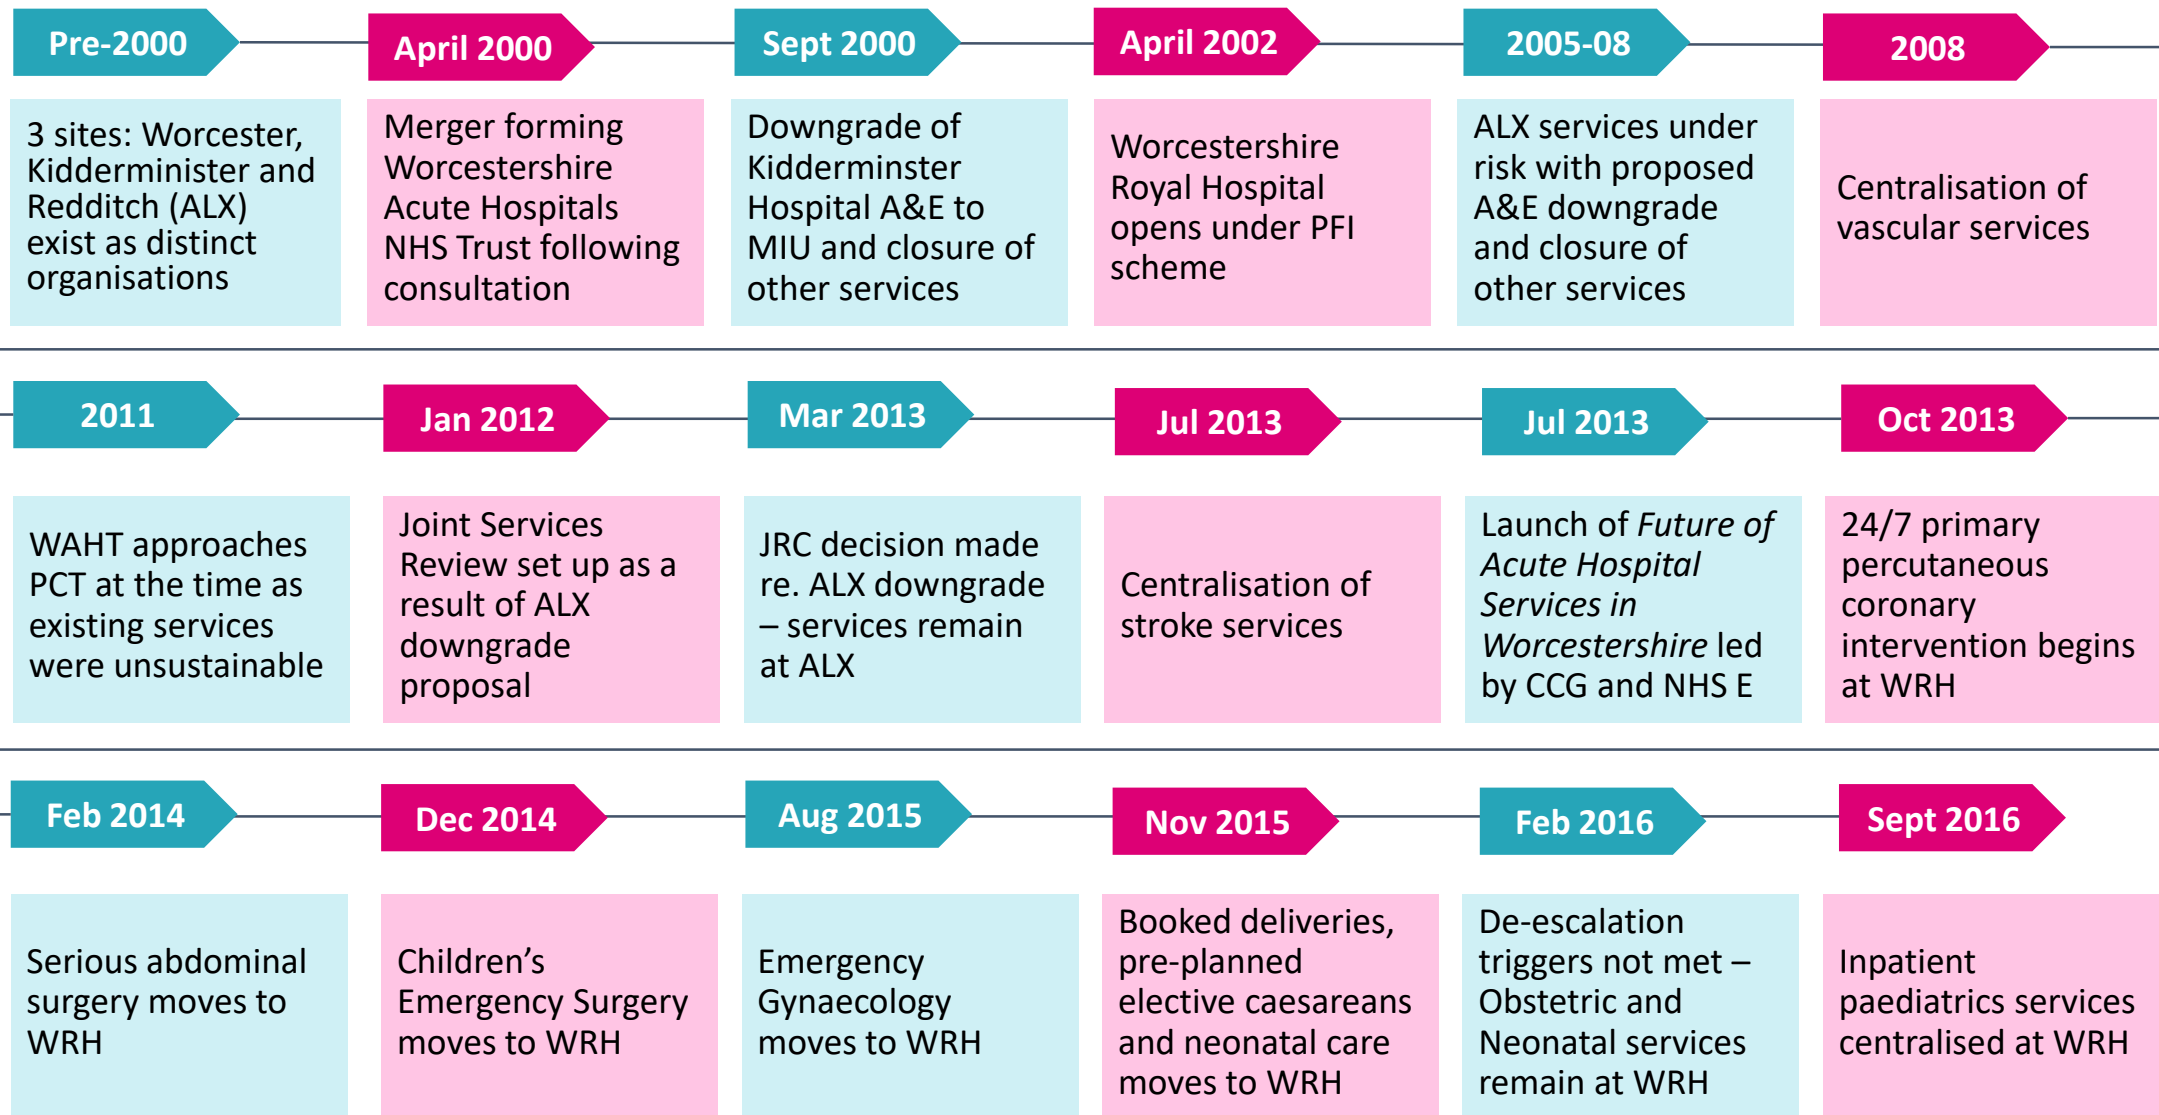 Pre-2000
April 2000
Sept 2000
April 2002
2005-08
2008
3 sites: Worcester,
Kidderminister and
Redditch (ALX)
exist as distinct
organisations
Merger forming
Worcestershire
Acute Hospitals
NHS Trust following
consultation
Downgrade of
Kidderminster
Hospital A&E to
MIU and closure of
other services
Worcestershire
Royal Hospital
opens under PFI
scheme
ALX services under
risk with proposed
A&E downgrade
and closure of
other services
Centralisation of
vascular services
2011
Jan 2012
Mar 2013
Jul 2013
Jul 2013
Oct 2013
WAHT approaches
PCT at the time as
existing services
were unsustainable
Joint Services
Review set up as a
result of ALX
downgrade
proposal
JRC decision made
re. ALX downgrade
– services remain
at ALX
Centralisation of
stroke services
Launch of Future of
Acute Hospital
Services in
Worcestershire led
by CCG and NHS E
24/7 primary
percutaneous
coronary
intervention begins
at WRH
Feb 2014
Dec 2014
Aug 2015
Nov 2015
Feb 2016
Sept 2016
Serious abdominal
surgery moves to
WRH
Children’s
Emergency Surgery
moves to WRH
Emergency
Gynaecology
moves to WRH
Booked deliveries,
pre-planned
elective caesareans
and neonatal care
moves to WRH
De-escalation
triggers not met –
Obstetric and
Neonatal services
remain at WRH
Inpatient
paediatrics services
centralised at WRH